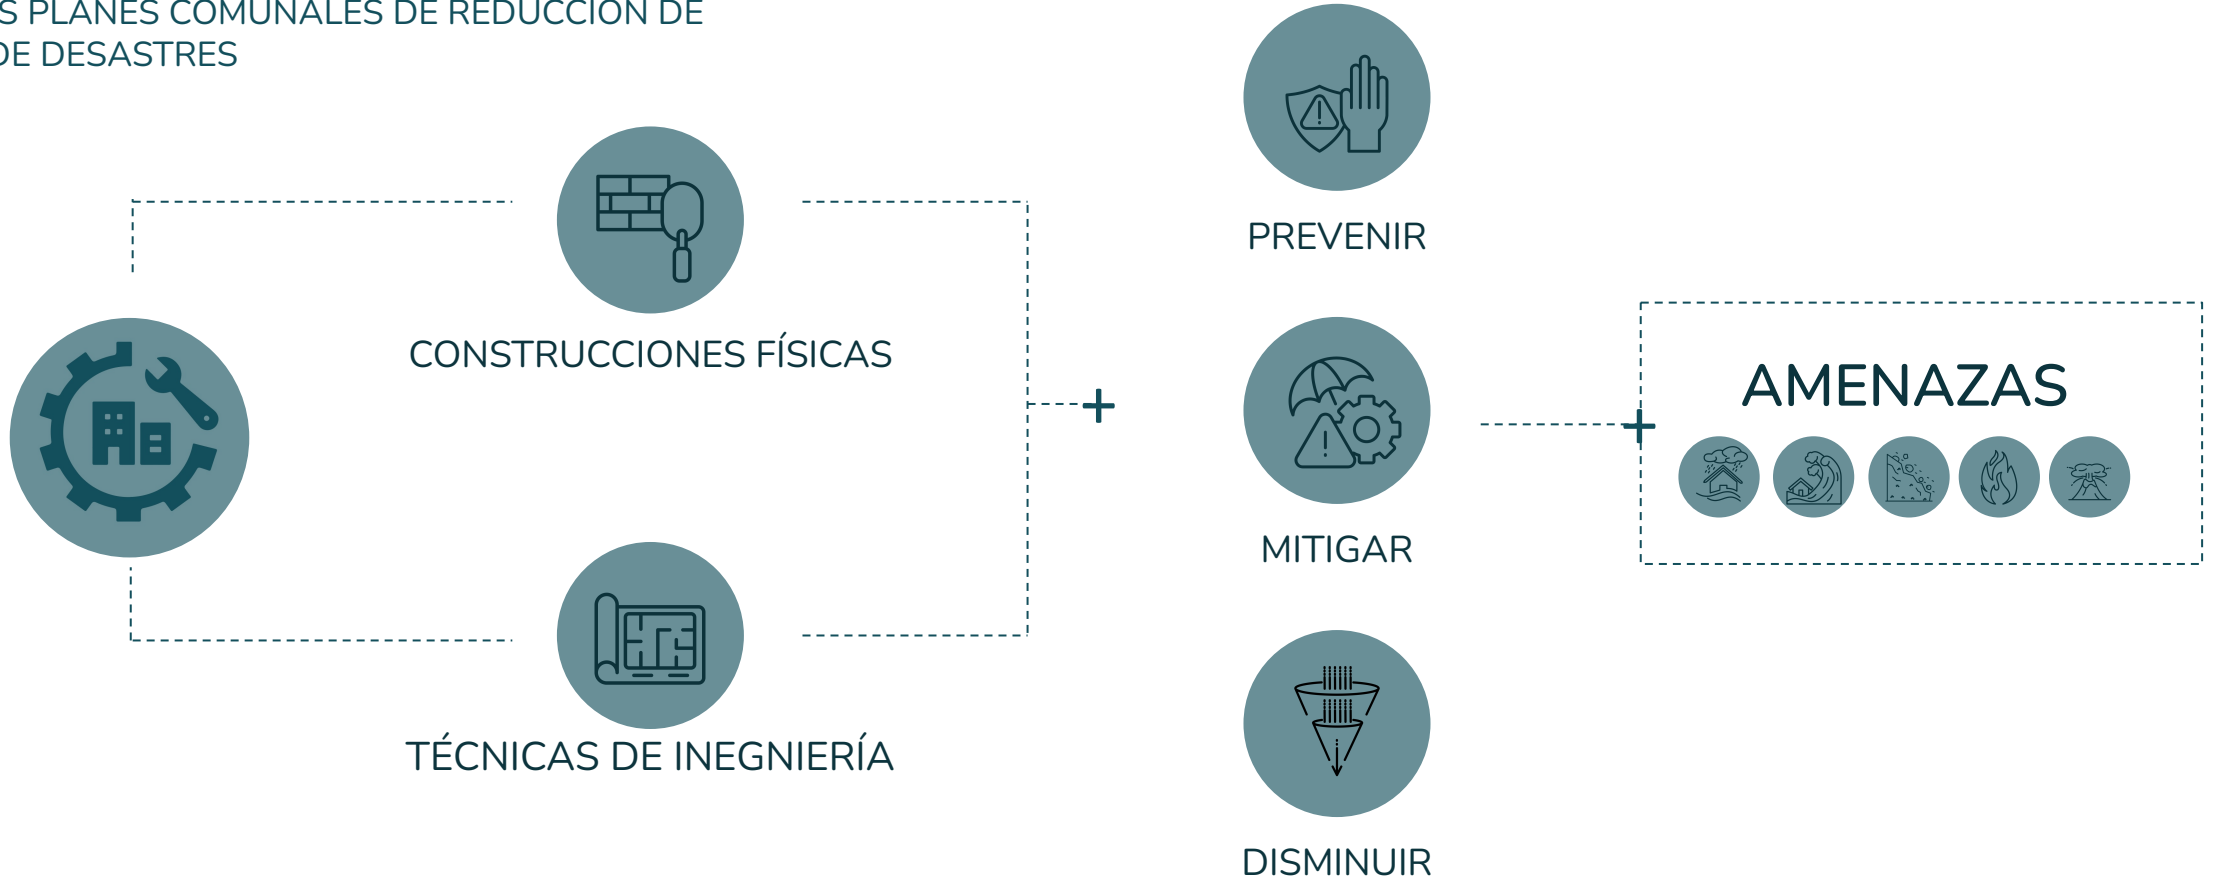 S PLANES COMUNALES DE REDUCCIÓN DE
DE DESASTRES
PREVENIR
CONSTRUCCIONES FÍSICAS
AMENAZAS
MITIGAR
TÉCNICAS DE INEGNIERÍA
DISMINUIR